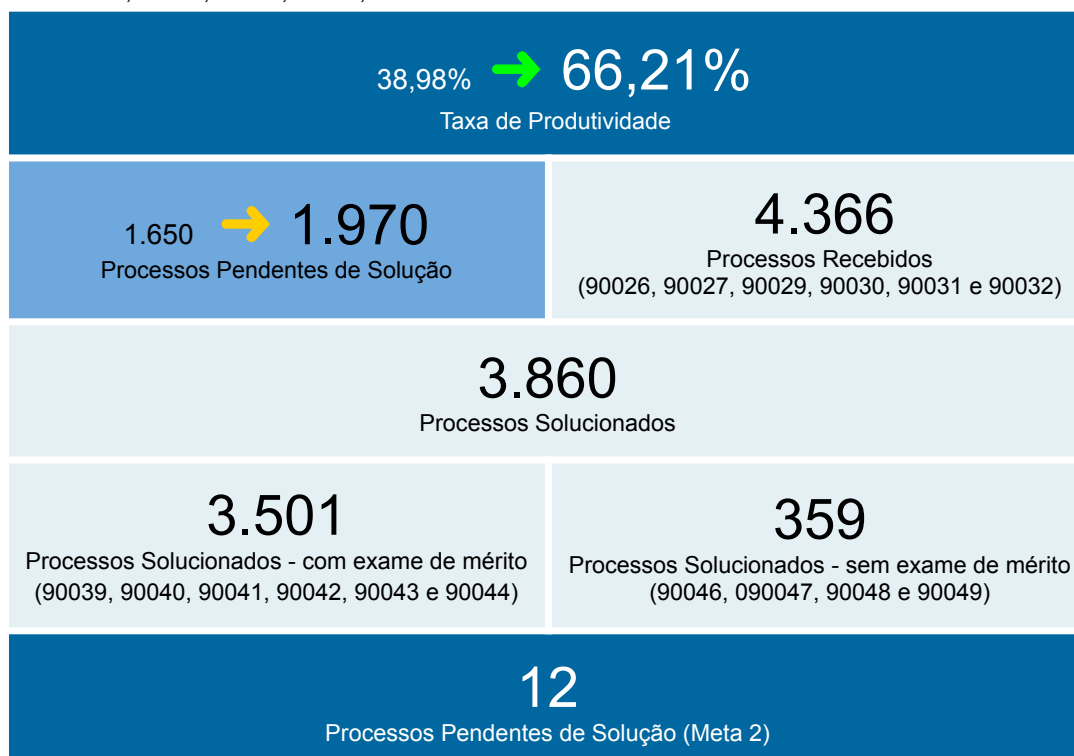 38,98% → 66,21%
Taxa de Produtividade
1.650 → 1.970
Processos Pendentes de Solução
4.366
Processos Recebidos
(90026, 90027, 90029, 90030, 90031 e 90032)
3.860
Processos Solucionados
3.501
Processos Solucionados - com exame de mérito
(90039, 90040, 90041, 90042, 90043 e 90044)
359
Processos Solucionados - sem exame de mérito
(90046, 090047, 90048 e 90049)
12
Processos Pendentes de Solução (Meta 2)